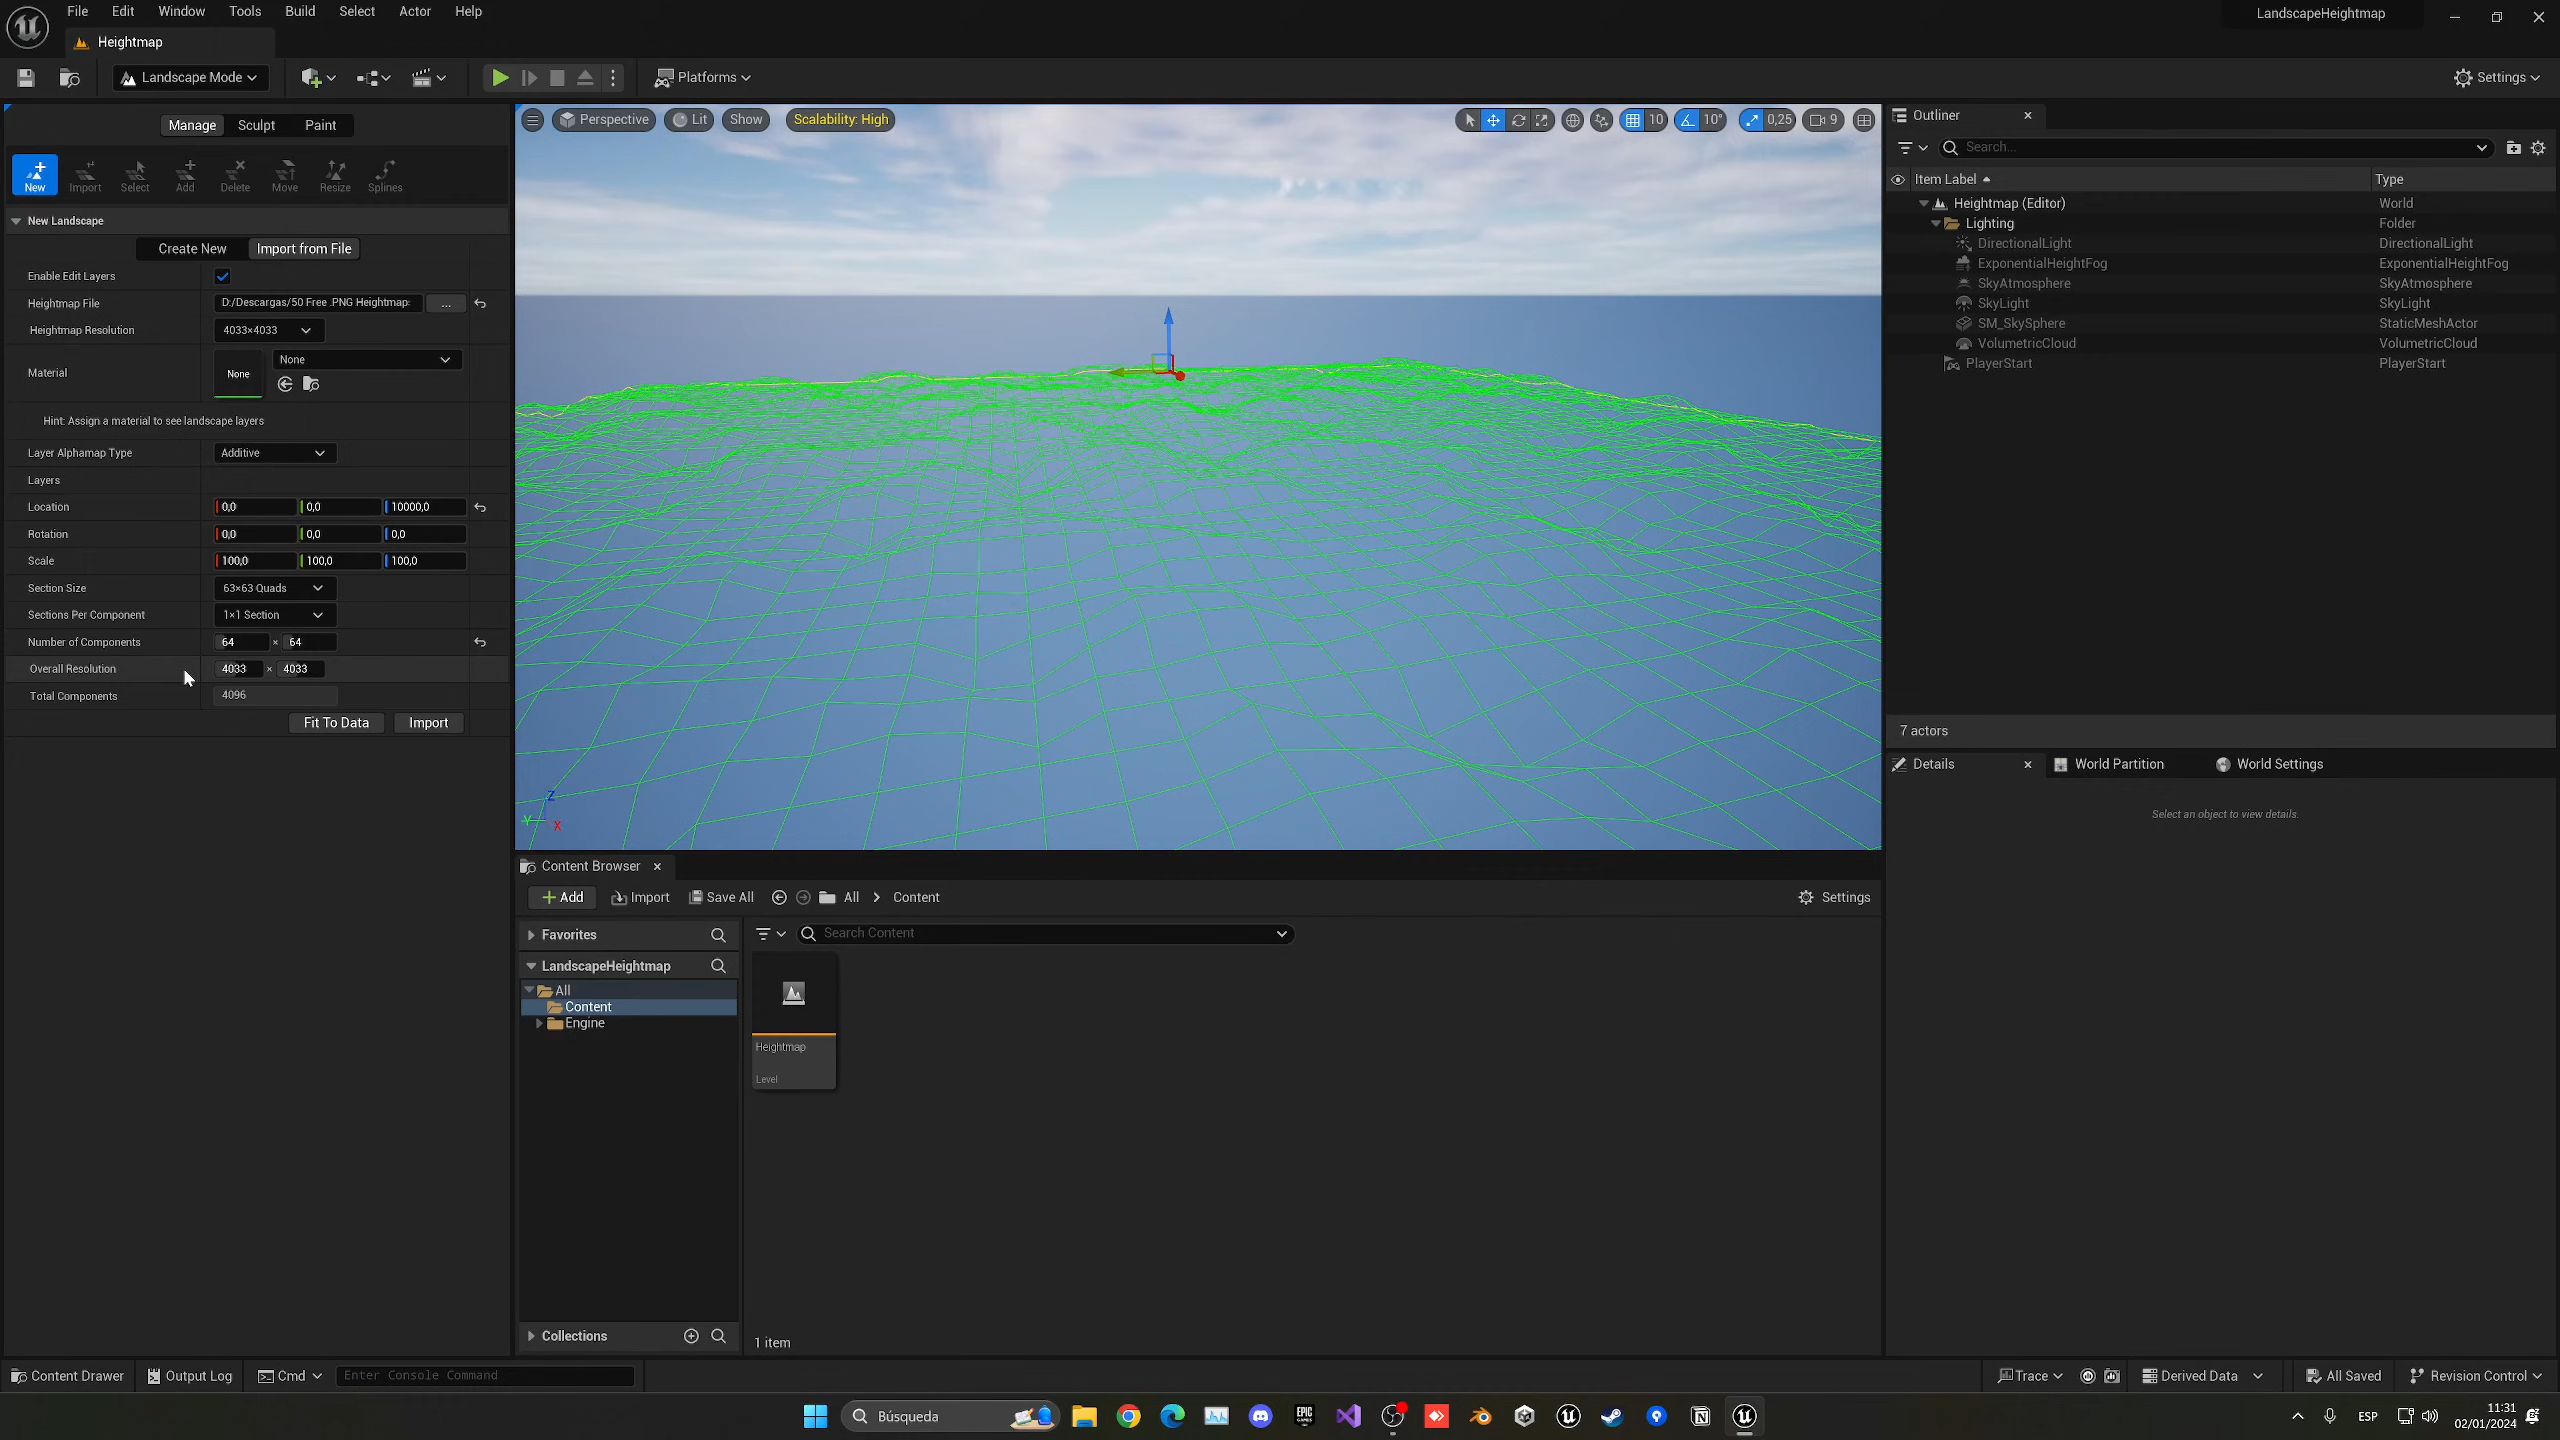 File Edit Window Tools Build Select Actor Help
LandscapeHeightmap
Heightmap
Landscape Mode
Platforms
Settings
Manage Sculpt Paint
New Import Select Add Delete Move Resize Splines
New Landscape
Create New Import from File
Enable Edit Layers
Heightmap File D:/Descargas/50 Free .PNG Heightmap: ...
Heightmap Resolution 4033×4033
Material None None
Hint: Assign a material to see landscape layers
Layer Alphamap Type Additive
Layers
Location 0,0 0,0 10000,0
Rotation 0,0 0,0 0,0
Scale 100,0 100,0 100,0
Section Size 63×63 Quads
Sections Per Component 1×1 Section
Number of Components 64 × 64
Overall Resolution 4033 × 4033
Total Components 4096
Fit To Data Import
Perspective Lit Show Scalability: High
10 10° 0,25 9
Z
Y
X
Outliner
Search...
Item Label Type
Heightmap (Editor) World
Lighting Folder
DirectionalLight DirectionalLight
ExponentialHeightFog ExponentialHeightFog
SkyAtmosphere SkyAtmosphere
SkyLight SkyLight
SM_SkySphere StaticMeshActor
VolumetricCloud VolumetricCloud
PlayerStart PlayerStart
7 actors
Details World Partition World Settings
Select an object to view details.
Content Browser
Add Import Save All All > Content Settings
Favorites
Search Content
LandscapeHeightmap
All
Content
Engine
Heightmap
Level
Collections
1 item
Content Drawer Output Log Cmd Enter Console Command
Trace Derived Data All Saved Revision Control
Búsqueda
EPIC GAMES
ESP
11:31
02/01/2024